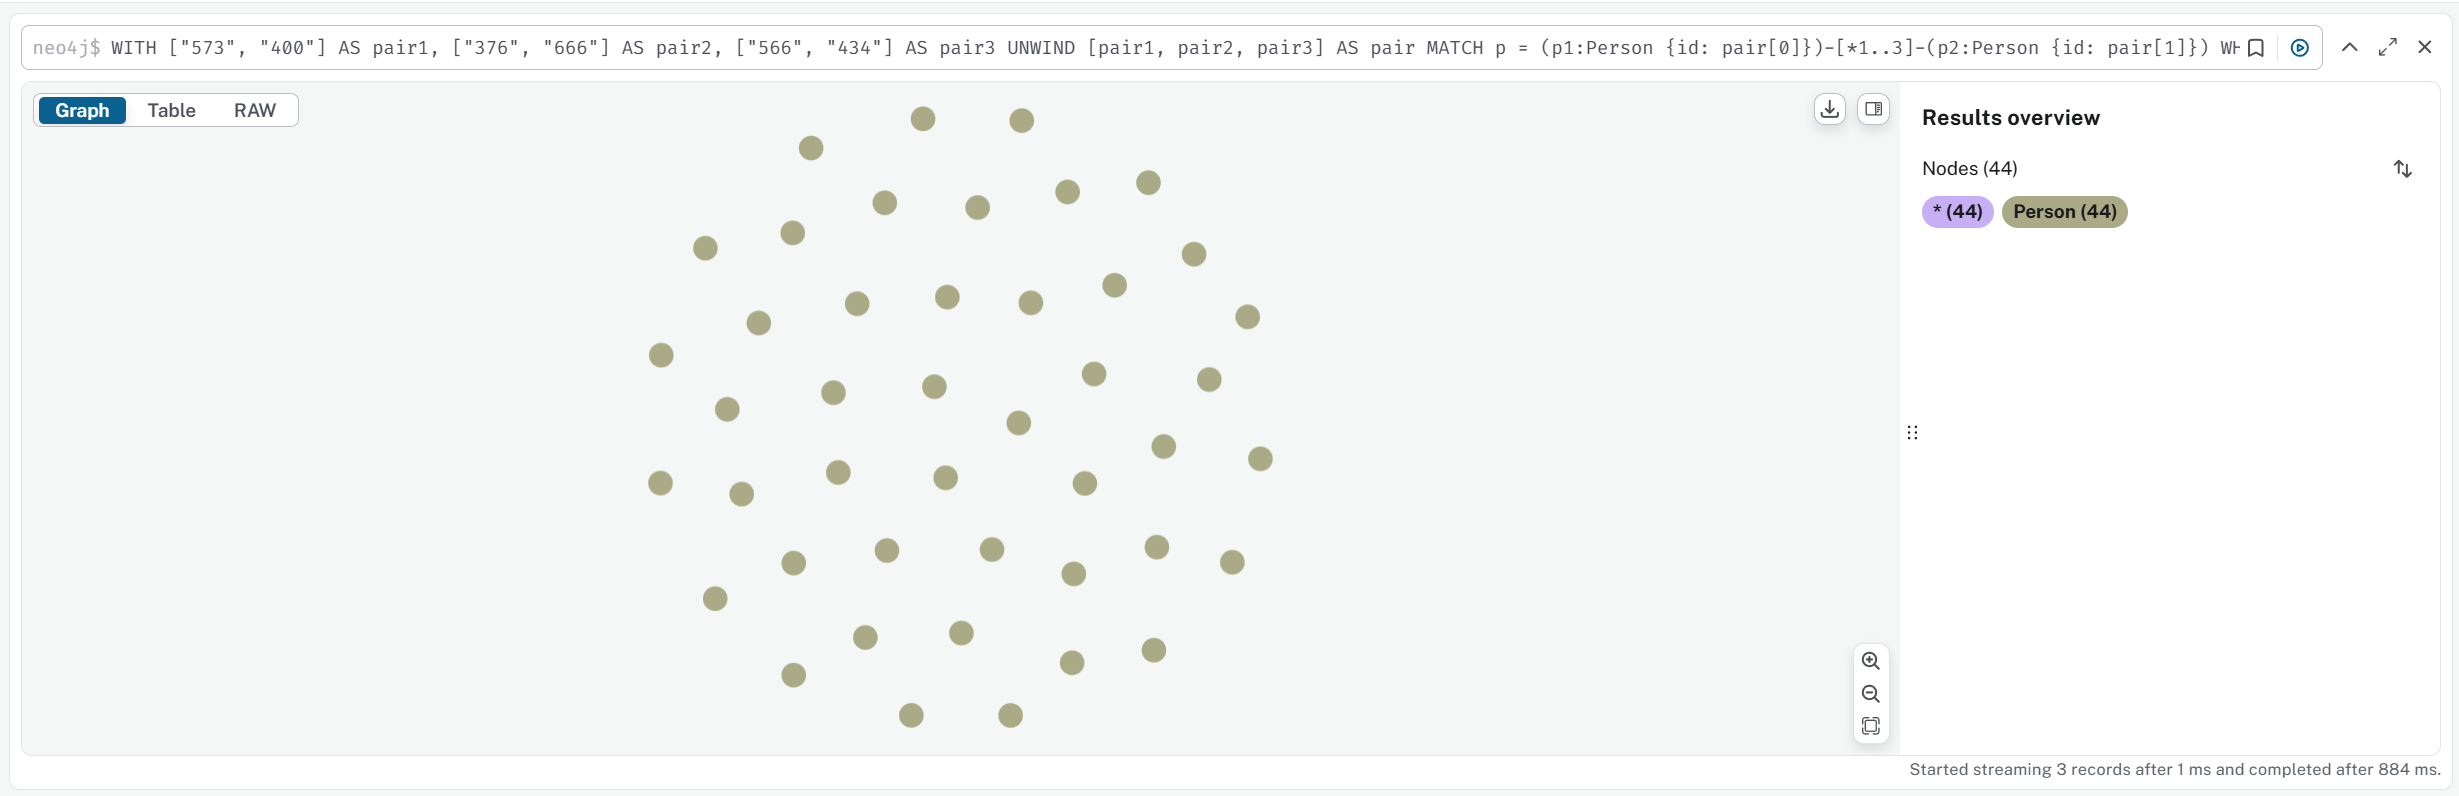 neo4j$ WITH ["573", "400"] AS pair1, ["376", "666"] AS pair2, ["566", "434"] AS pair3 UNWIND [pair1, pair2, pair3] AS pair MATCH p = (p1:Person {id: pair[0]})-[*1..3]-(p2:Person {id: pair[1]}) WH
Graph Table RAW
Results overview
Nodes (44)
* (44) Person (44)
Started streaming 3 records after 1 ms and completed after 884 ms.